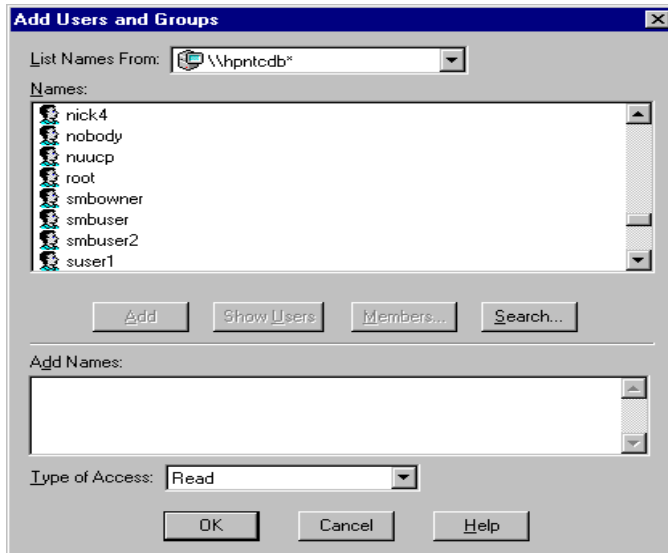 Add Users and Groups
List Names From: \\hpntcdb*
Names:
nick4
nobody
nuucp
root
smbowner
smbuser
smbuser2
suser1
Add Show Users Members... Search...
Add Names:
Type of Access: Read
OK Cancel Help